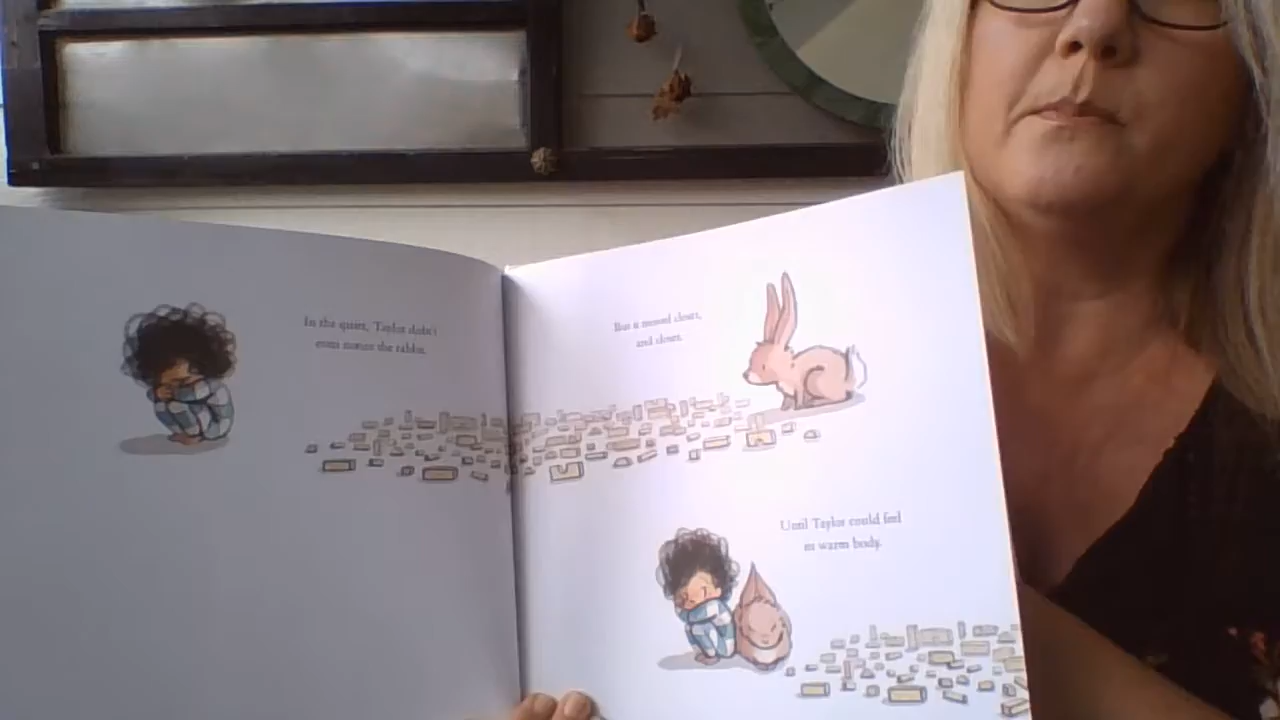 In the quiet, Taylor didn't
even notice the rabbit.
But it moved closer,
and closer.
Until Taylor could feel
its warm body.